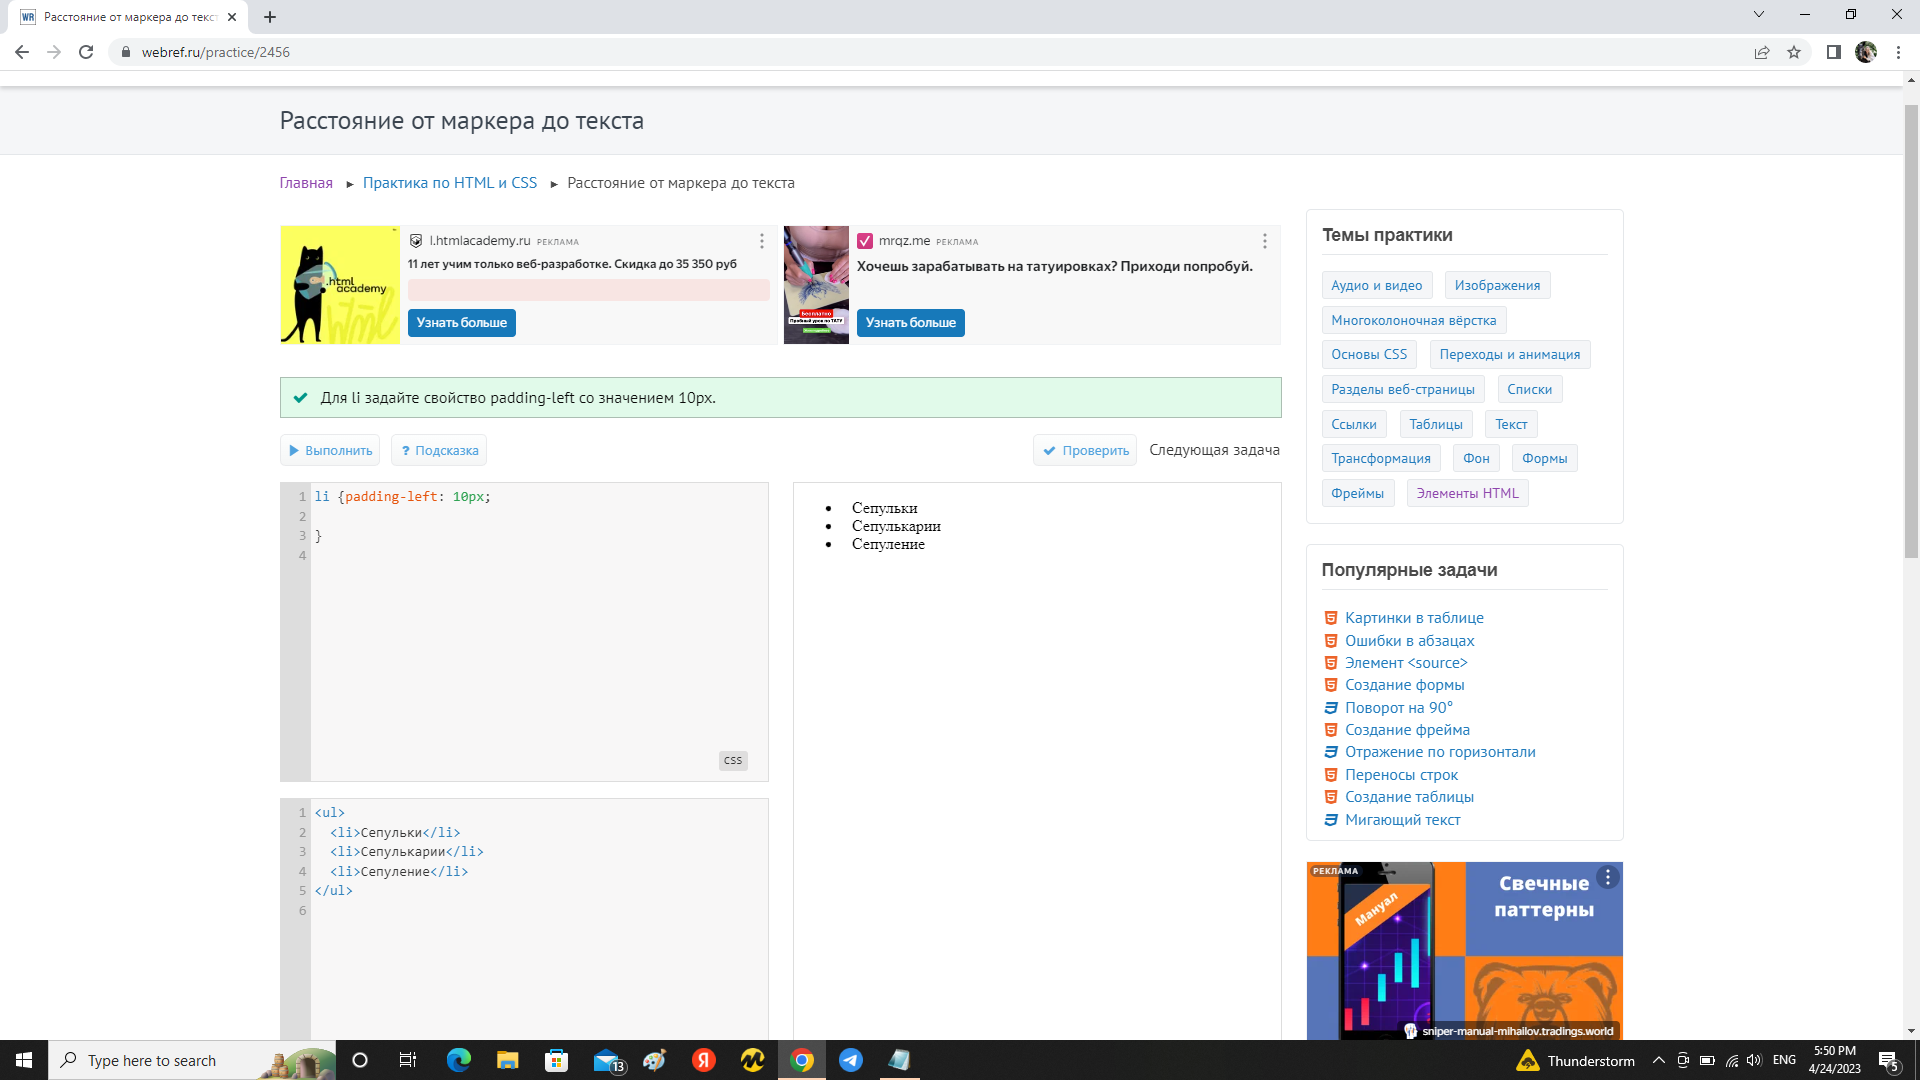 Расстояние от маркера до текст
webref.ru/practice/2456
Расстояние от маркера до текста
Главная ► Практика по HTML и CSS ► Расстояние от маркера до текста
.html academy
l.htmlacademy.ru РЕКЛАМА
11 лет учим только веб-разработке. Скидка до 35 350 руб
Узнать больше
Бесплатно
Пробный урок по ТАТУ
mrqz.me РЕКЛАМА
Хочешь зарабатывать на татуировках? Приходи попробуй.
Узнать больше
Для li задайте свойство padding-left со значением 10px.
Выполнить
? Подсказка
Проверить
Следующая задача
1 li {padding-left: 10px;
2
3 }
4
CSS
1 <ul>
2 <li>Сепульки</li>
3 <li>Сепулькарии</li>
4 <li>Сепуление</li>
5 </ul>
6
• Сепульки
• Сепулькарии
• Сепуление
Темы практики
Аудио и видео Изображения
Многоколоночная вёрстка
Основы CSS Переходы и анимация
Разделы веб-страницы Списки
Ссылки Таблицы Текст
Трансформация Фон Формы
Фреймы Элементы HTML
Популярные задачи
Картинки в таблице
Ошибки в абзацах
Элемент <source>
Создание формы
Поворот на 90°
Создание фрейма
Отражение по горизонтали
Переносы строк
Создание таблицы
Мигающий текст
РЕКЛАМА
Мануал
Свечные
паттерны
sniper-manual-mihailov.tradings.world
Type here to search
13
Я
Thunderstorm
ENG
5:50 PM
4/24/2023
5